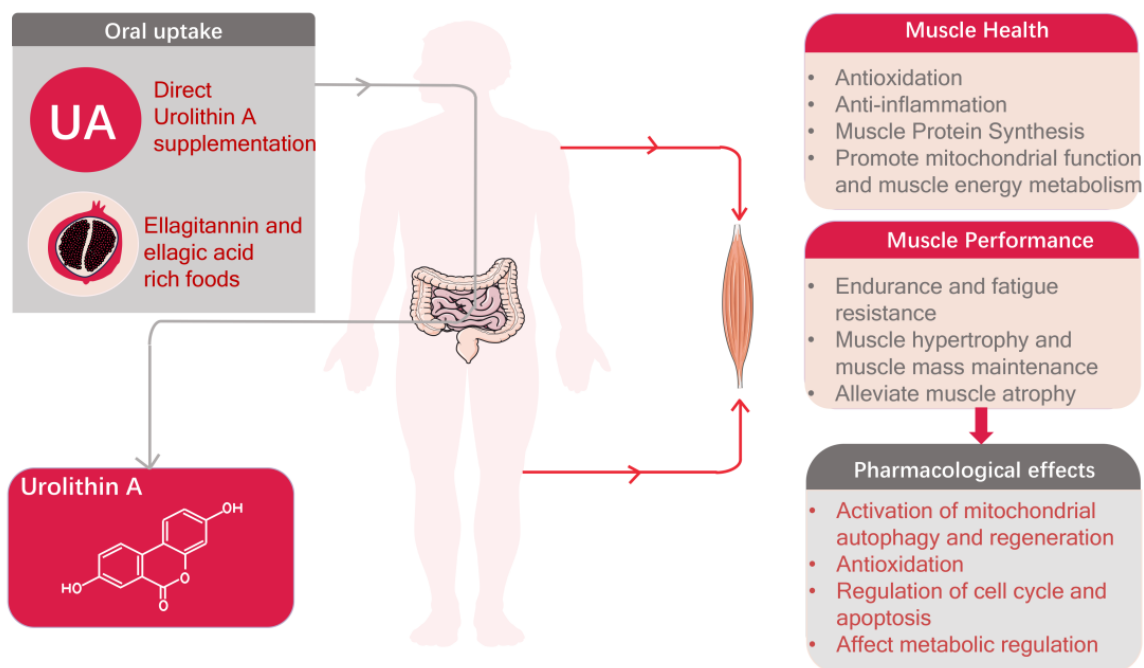 Oral uptake
UA
Direct
Urolithin A
supplementation
Ellagitannin and
ellagic acid
rich foods
Urolithin A
OH
HO
O
O
Muscle Health
• Antioxidation
• Anti-inflammation
• Muscle Protein Synthesis
• Promote mitochondrial function
and muscle energy metabolism
Muscle Performance
• Endurance and fatigue
resistance
• Muscle hypertrophy and
muscle mass maintenance
• Alleviate muscle atrophy
Pharmacological effects
• Activation of mitochondrial
autophagy and regeneration
• Antioxidation
• Regulation of cell cycle and
apoptosis
• Affect metabolic regulation